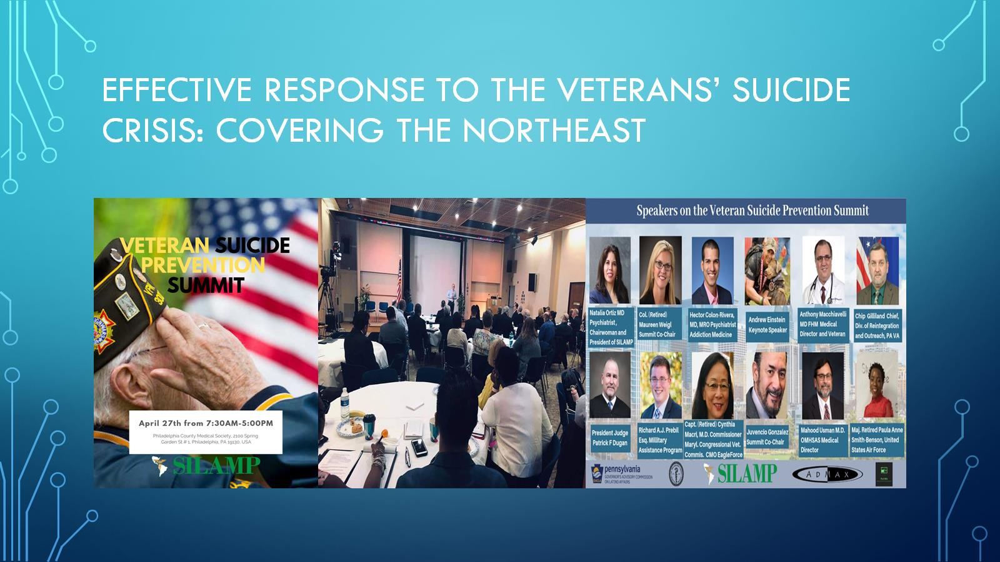 EFFECTIVE RESPONSE TO THE VETERANS’ SUICIDE
CRISIS: COVERING THE NORTHEAST
VETERAN SUICIDE
PREVENTION
SUMMIT
April 27th from 7:30AM-5:00PM
Philadelphia County Medical Society, 2100 Spring
Garden St # 1, Philadelphia, PA 19130, USA
SILAMP
Speakers on the Veteran Suicide Prevention Summit
Natalia Ortiz MD
Psychiatrist,
Chairwoman and
President of SILAMP
Col. (Retired)
Maureen Weigl
Summit Co-Chair
Hector Colon-Rivera,
MD, MRO Psychiatrist
Addiction Medicine
Andrew Einstein
Keynote Speaker
Anthony Macchiavelli
MD FHM Medical
Director and Veteran
Chip Gilliland Chief,
Div. of Reintegration
and Outreach, PA VA
President Judge
Patrick F Dugan
Richard A.J. Prebil
Esq. Millitary
Assistance Program
Capt. (Retired) Cynthia
Macri, M.D. Commissioner
Maryl. Congressional Vet.
Commis. CMO EagleForce
Juvencio Gonzalez
Summit Co-Chair
Mahood Usman M.D.
OMHSAS Medical
Director
Maj. Retired Paula Anne
Smith-Benson, United
States Air Force
pennsylvania
GOVERNOR'S ADVISORY COMMISSION
ON LATINO AFFAIRS
SILAMP
ADMAX